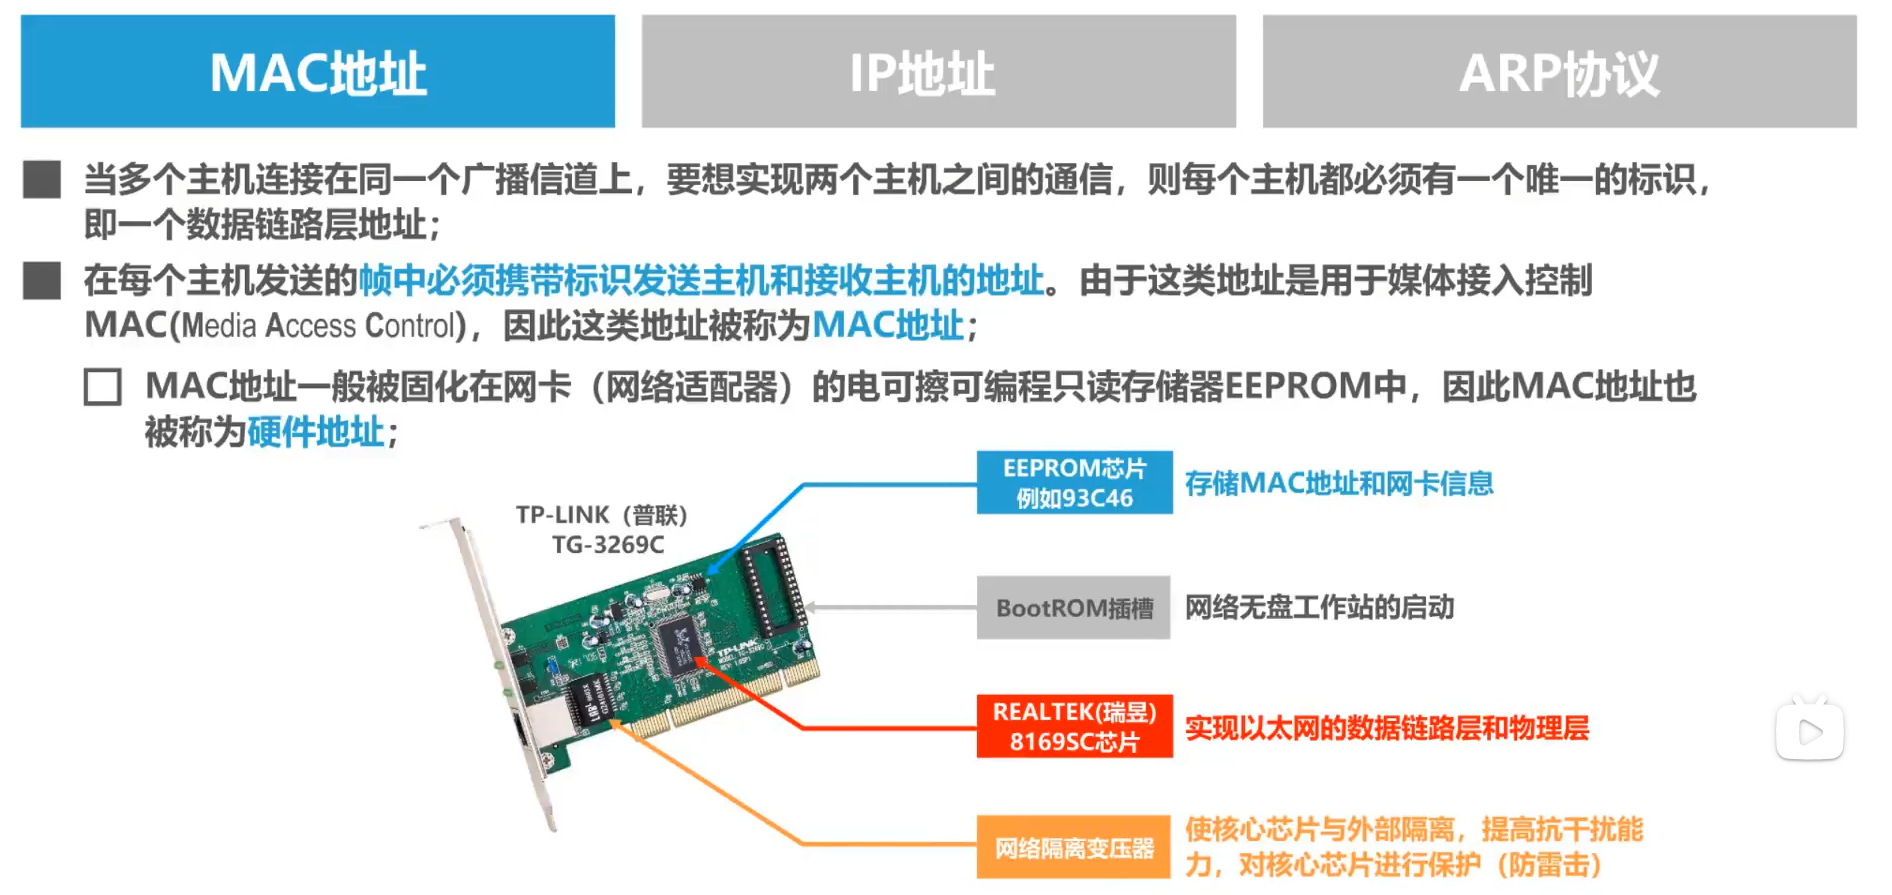 MAC地址
IP地址
ARP协议
当多个主机连接在同一个广播信道上，要想实现两个主机之间的通信，则每个主机都必须有一个唯一的标识，
即一个数据链路层地址；
在每个主机发送的帧中必须携带标识发送主机和接收主机的地址。由于这类地址是用于媒体接入控制
MAC(Media Access Control)，因此这类地址被称为MAC地址；
MAC地址一般被固化在网卡（网络适配器）的电可擦可编程只读存储器EEPROM中，因此MAC地址也
被称为硬件地址；
TP-LINK（普联）
TG-3269C
EEPROM芯片
例如93C46
存储MAC地址和网卡信息
BootROM插槽
网络无盘工作站的启动
TP-LINK
REALTEK(瑞昱)
8169SC芯片
实现以太网的数据链路层和物理层
网络隔离变压器
使核心芯片与外部隔离，提高抗干扰能
力，对核心芯片进行保护（防雷击）